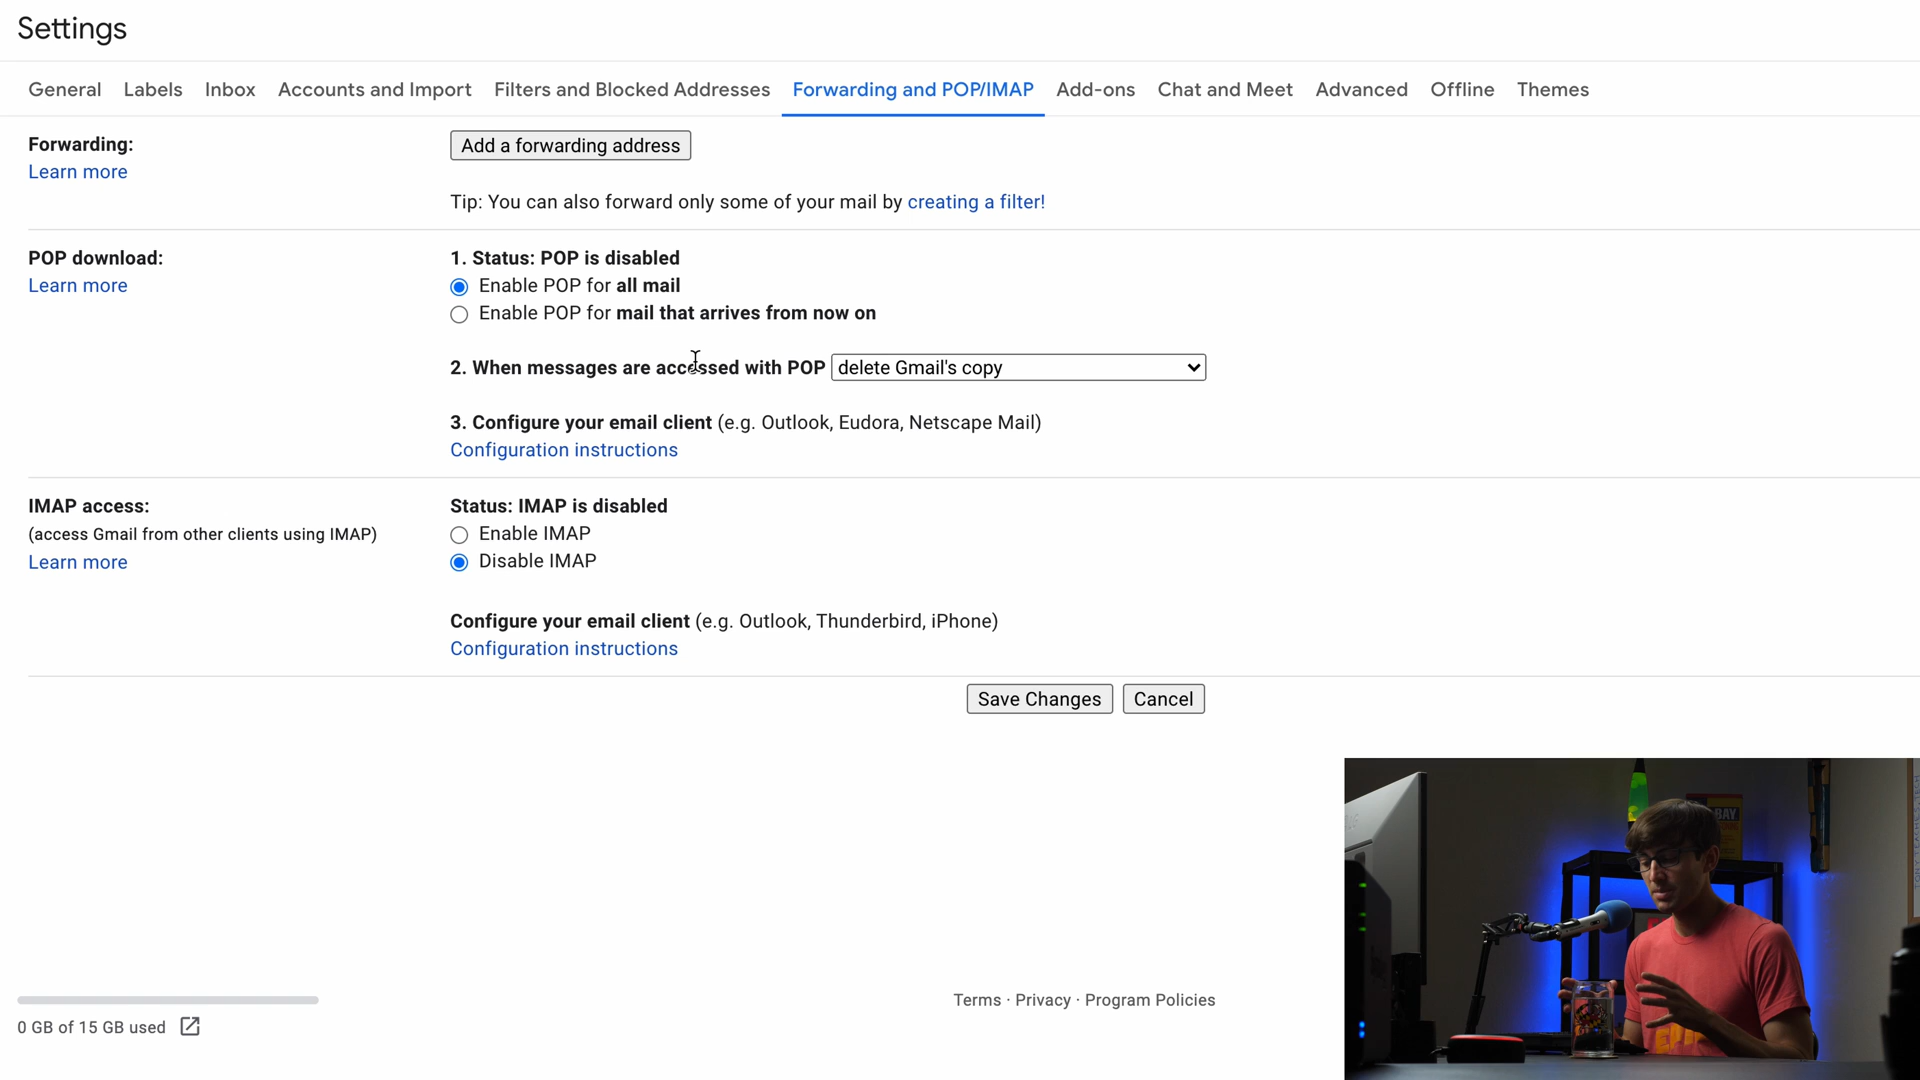 Settings
General Labels Inbox Accounts and Import Filters and Blocked Addresses Forwarding and POP/IMAP Add-ons Chat and Meet Advanced Offline Themes
Forwarding:
Learn more
Add a forwarding address
Tip: You can also forward only some of your mail by creating a filter!
POP download:
Learn more
1. Status: POP is disabled
Enable POP for all mail
Enable POP for mail that arrives from now on
2. When messages are accessed with POP delete Gmail's copy
3. Configure your email client (e.g. Outlook, Eudora, Netscape Mail)
Configuration instructions
IMAP access:
(access Gmail from other clients using IMAP)
Learn more
Status: IMAP is disabled
Enable IMAP
Disable IMAP
Configure your email client (e.g. Outlook, Thunderbird, iPhone)
Configuration instructions
Save Changes Cancel
0 GB of 15 GB used
Terms · Privacy · Program Policies
BAY